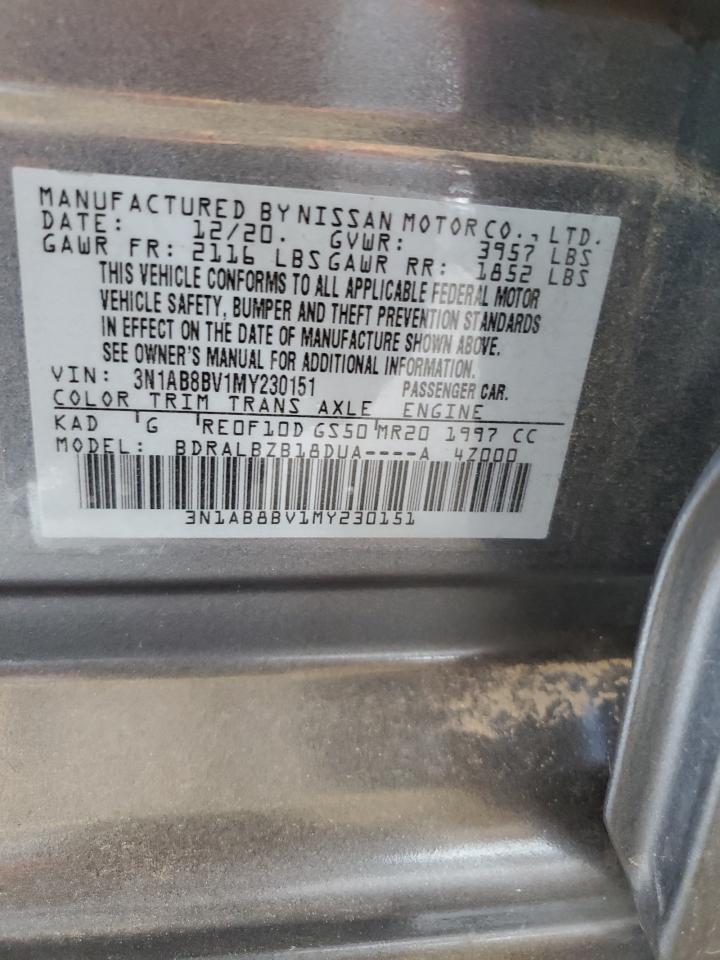 MANUFACTURED BY NISSAN MOTOR CO., LTD.
DATE: 12/20. GVWR: 3957 LBS
GAWR FR: 2116 LBS GAWR RR: 1852 LBS
THIS VEHICLE CONFORMS TO ALL APPLICABLE FEDERAL MOTOR
VEHICLE SAFETY, BUMPER AND THEFT PREVENTION STANDARDS
IN EFFECT ON THE DATE OF MANUFACTURE SHOWN ABOVE.
SEE OWNER'S MANUAL FOR ADDITIONAL INFORMATION.
VIN: 3N1AB8BV1MY230151 PASSENGER CAR.
COLOR TRIM TRANS AXLE ENGINE
KAD G RE0F10D GS50 MR20 1997 CC
MODEL: BDRALBZB18DUA----A 4Z000
3N1AB8BV1MY230151